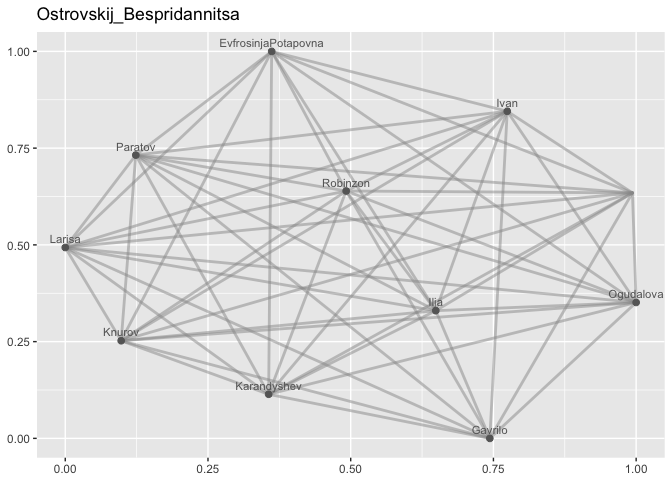 Ostrovskij_Bespridannitsa
1.00
0.75
0.50
0.25
0.00
EvfrosinjaPotapovna
Ivan
Paratov
Robinzon
Larisa
Ilja
Ogudalova
Knurov
Karandyshev
Gavrilo
0.00 0.25 0.50 0.75 1.00